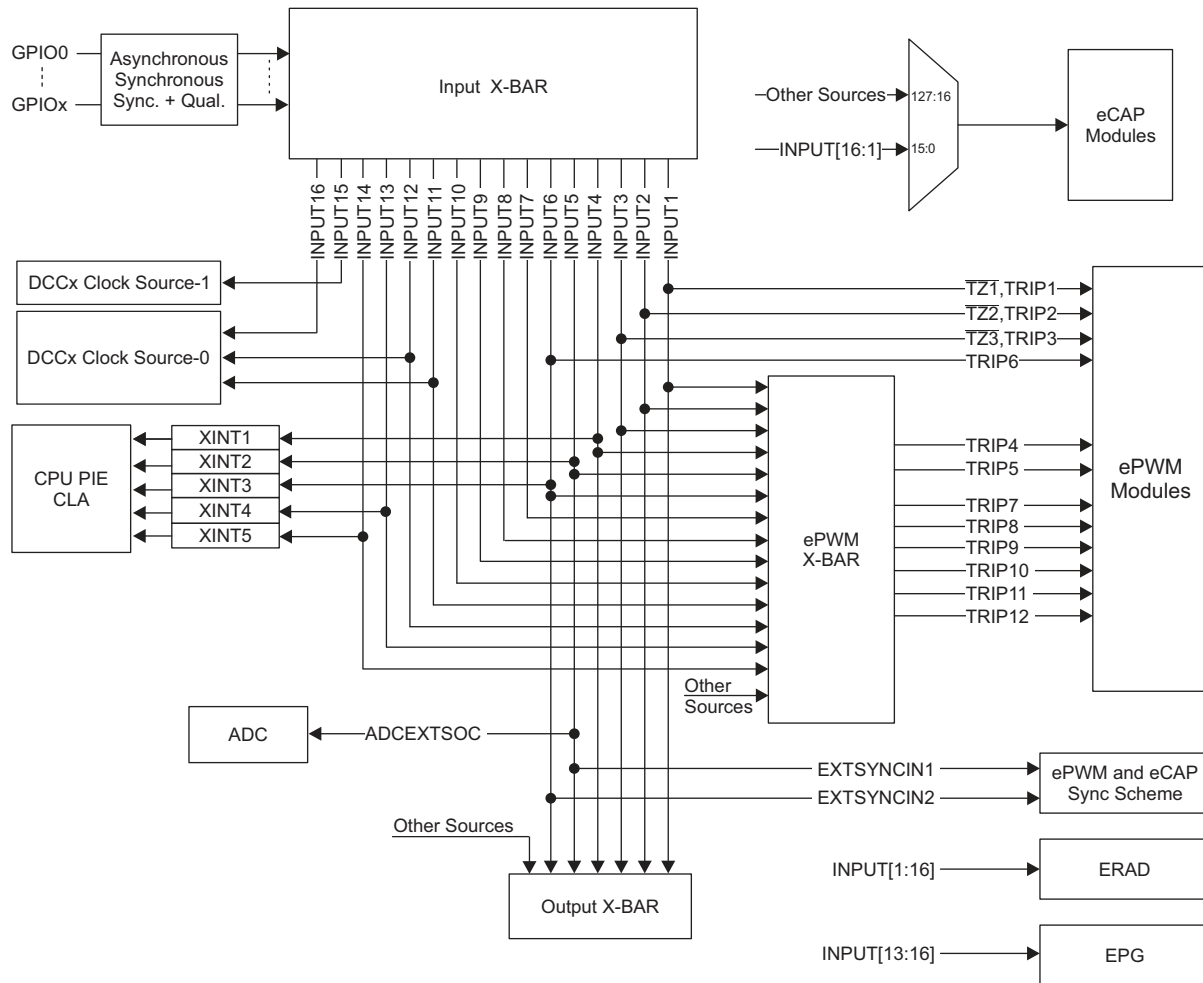 GPIO0
GPIOx
Asynchronous
Synchronous
Sync. + Qual.
Input X-BAR
Other Sources
127:16
INPUT[16:1]
15:0
eCAP
Modules
INPUT16
INPUT15
INPUT14
INPUT13
INPUT12
INPUT11
INPUT10
INPUT9
INPUT8
INPUT7
INPUT6
INPUT5
INPUT4
INPUT3
INPUT2
INPUT1
DCCx Clock Source-1
DCCx Clock Source-0
TZ1,TRIP1
TZ2,TRIP2
TZ3,TRIP3
TRIP6
CPU PIE
CLA
XINT1
XINT2
XINT3
XINT4
XINT5
ePWM
X-BAR
TRIP4
TRIP5
TRIP7
TRIP8
TRIP9
TRIP10
TRIP11
TRIP12
ePWM
Modules
Other
Sources
ADC
ADCEXTSOC
EXTSYNCIN1
EXTSYNCIN2
ePWM and eCAP
Sync Scheme
Other Sources
Output X-BAR
INPUT[1:16]
ERAD
INPUT[13:16]
EPG